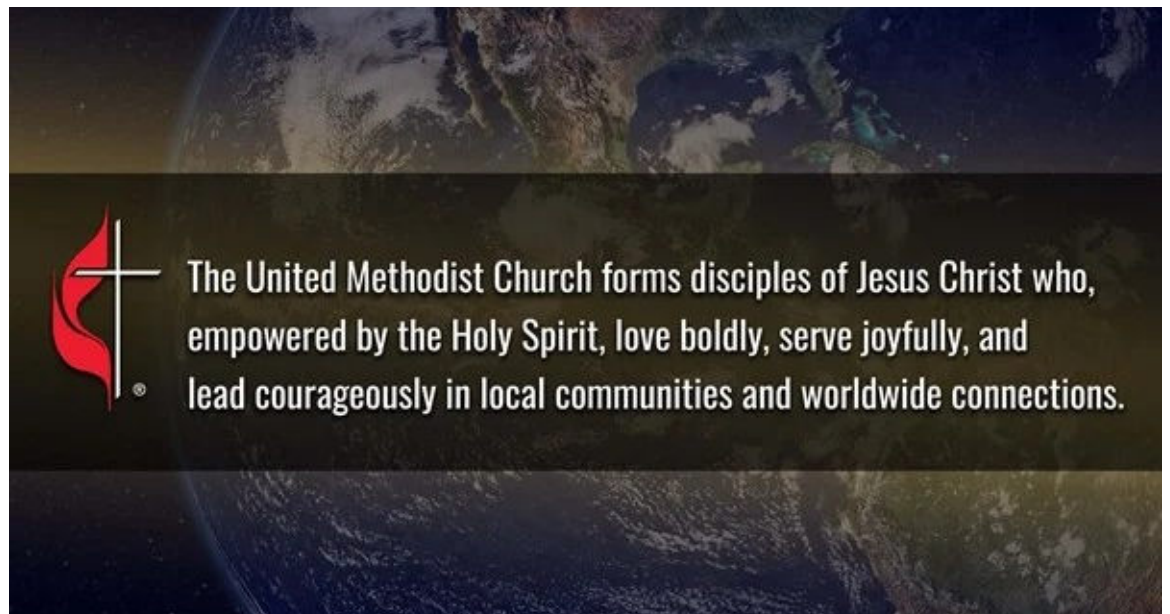 The United Methodist Church forms disciples of Jesus Christ who,
empowered by the Holy Spirit, love boldly, serve joyfully, and
lead courageously in local communities and worldwide connections.
®